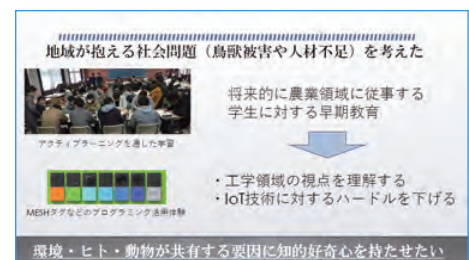 地域が抱える社会問題（鳥獣被害や人材不足）を考えた
将来的に農業領域に従事する
学生に対する早期教育
アクティブラーニングを通した学習
・工学領域の視点を理解する
・IoT技術に対するハードルを下げる
MESHタグなどのプログラミング活用体験
環境・ヒト・動物が共有する要因に知的好奇心を持たせたい